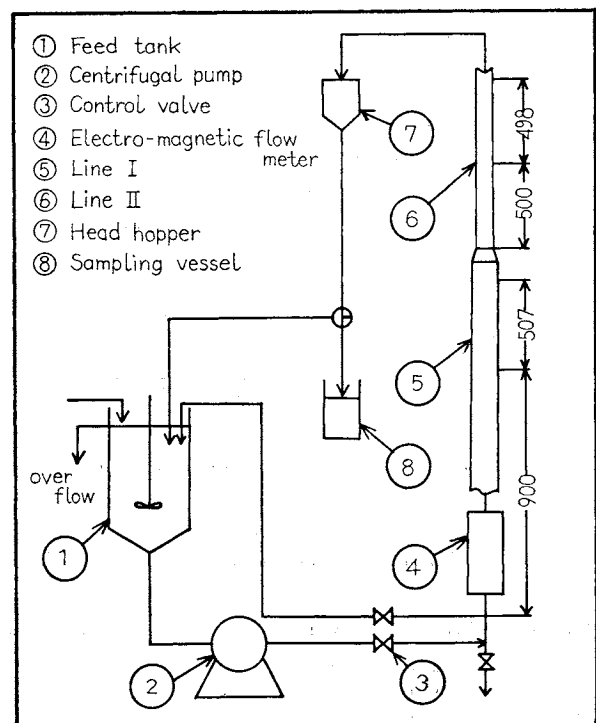 ① Feed tank
② Centrifugal pump
③ Control valve
④ Electro-magnetic flow
meter
⑤ Line I
⑥ Line II
⑦ Head hopper
⑧ Sampling vessel
498
7
6
500
507
5
8
over
flow
900
1
4
2
3